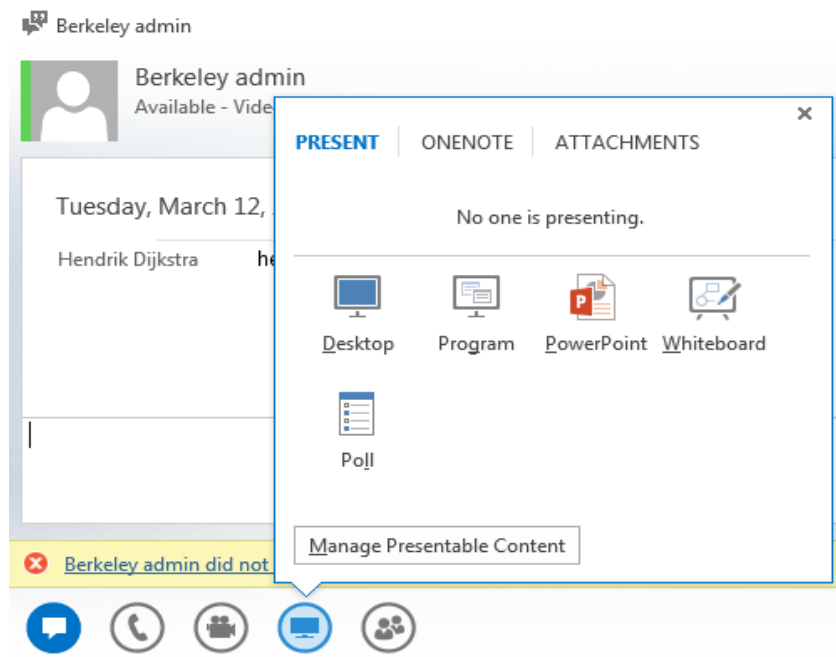 Berkeley admin
Berkeley admin
Available - Vide
PRESENT ONENOTE ATTACHMENTS
Tuesday, March 12,
No one is presenting.
Hendrik Dijkstra he
Desktop Program PowerPoint Whiteboard
Poll
Manage Presentable Content
Berkeley admin did not